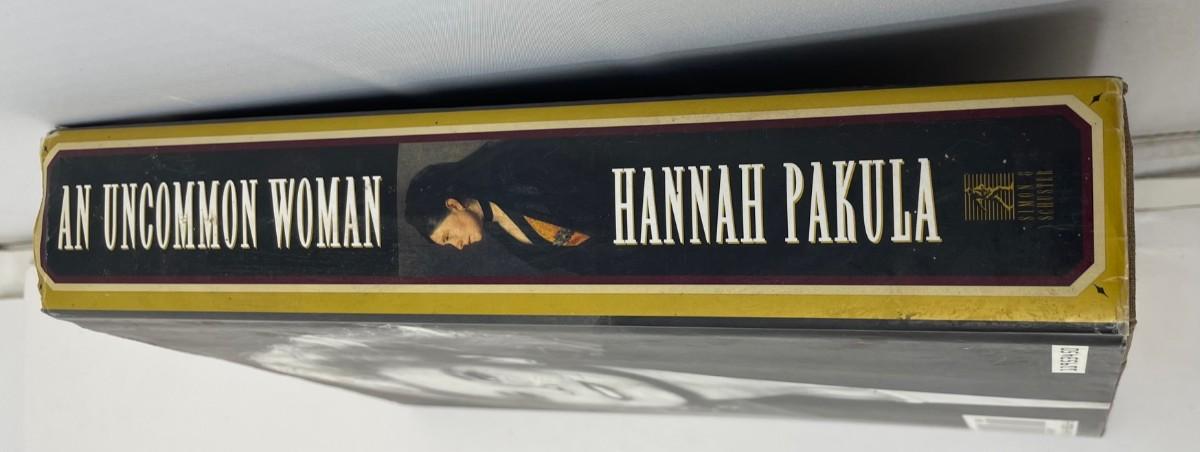 AN UNCOMMON WOMAN
HANNAH PAKULA
SIMON &
SCHUSTER